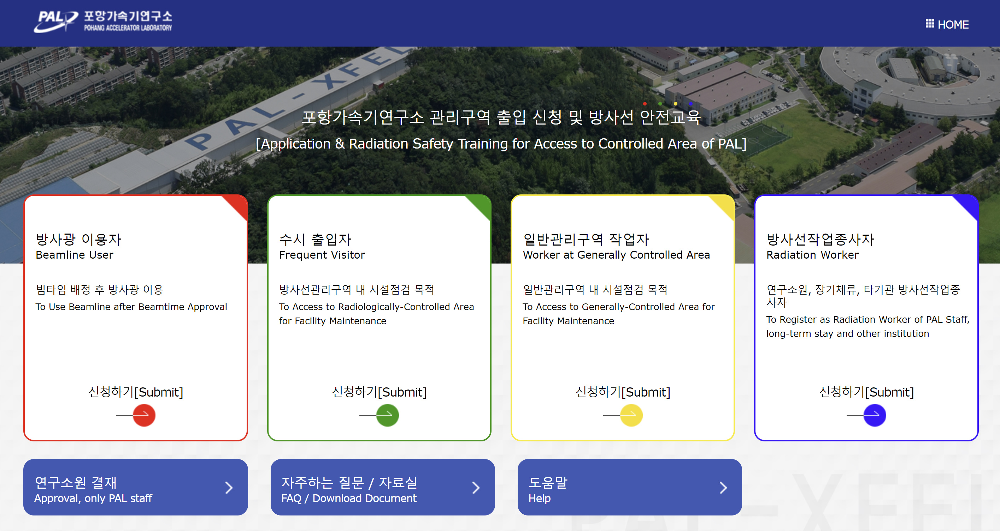 PAL 포항가속기연구소
POHANG ACCELERATOR LABORATORY
HOME
PAL-XFEL
포항가속기연구소 관리구역 출입 신청 및 방사선 안전교육
[Application & Radiation Safety Training for Access to Controlled Area of PAL]
방사광 이용자
Beamline User
빔타임 배정 후 방사광 이용
To Use Beamline after Beamtime Approval
신청하기[Submit]
수시 출입자
Frequent Visitor
방사선관리구역 내 시설점검 목적
To Access to Radiologically-Controlled Area
for Facility Maintenance
신청하기[Submit]
일반관리구역 작업자
Worker at Generally Controlled Area
일반관리구역 내 시설점검 목적
To Access to Generally-Controlled Area for
Facility Maintenance
신청하기[Submit]
방사선작업종사자
Radiation Worker
연구소원, 장기체류, 타기관 방사선작업종
사자
To Register as Radiation Worker of PAL Staff,
long-term stay and other institution
신청하기[Submit]
연구소원 결재
Approval, only PAL staff
자주하는 질문 / 자료실
FAQ / Download Document
도움말
Help
PAL-XFEL